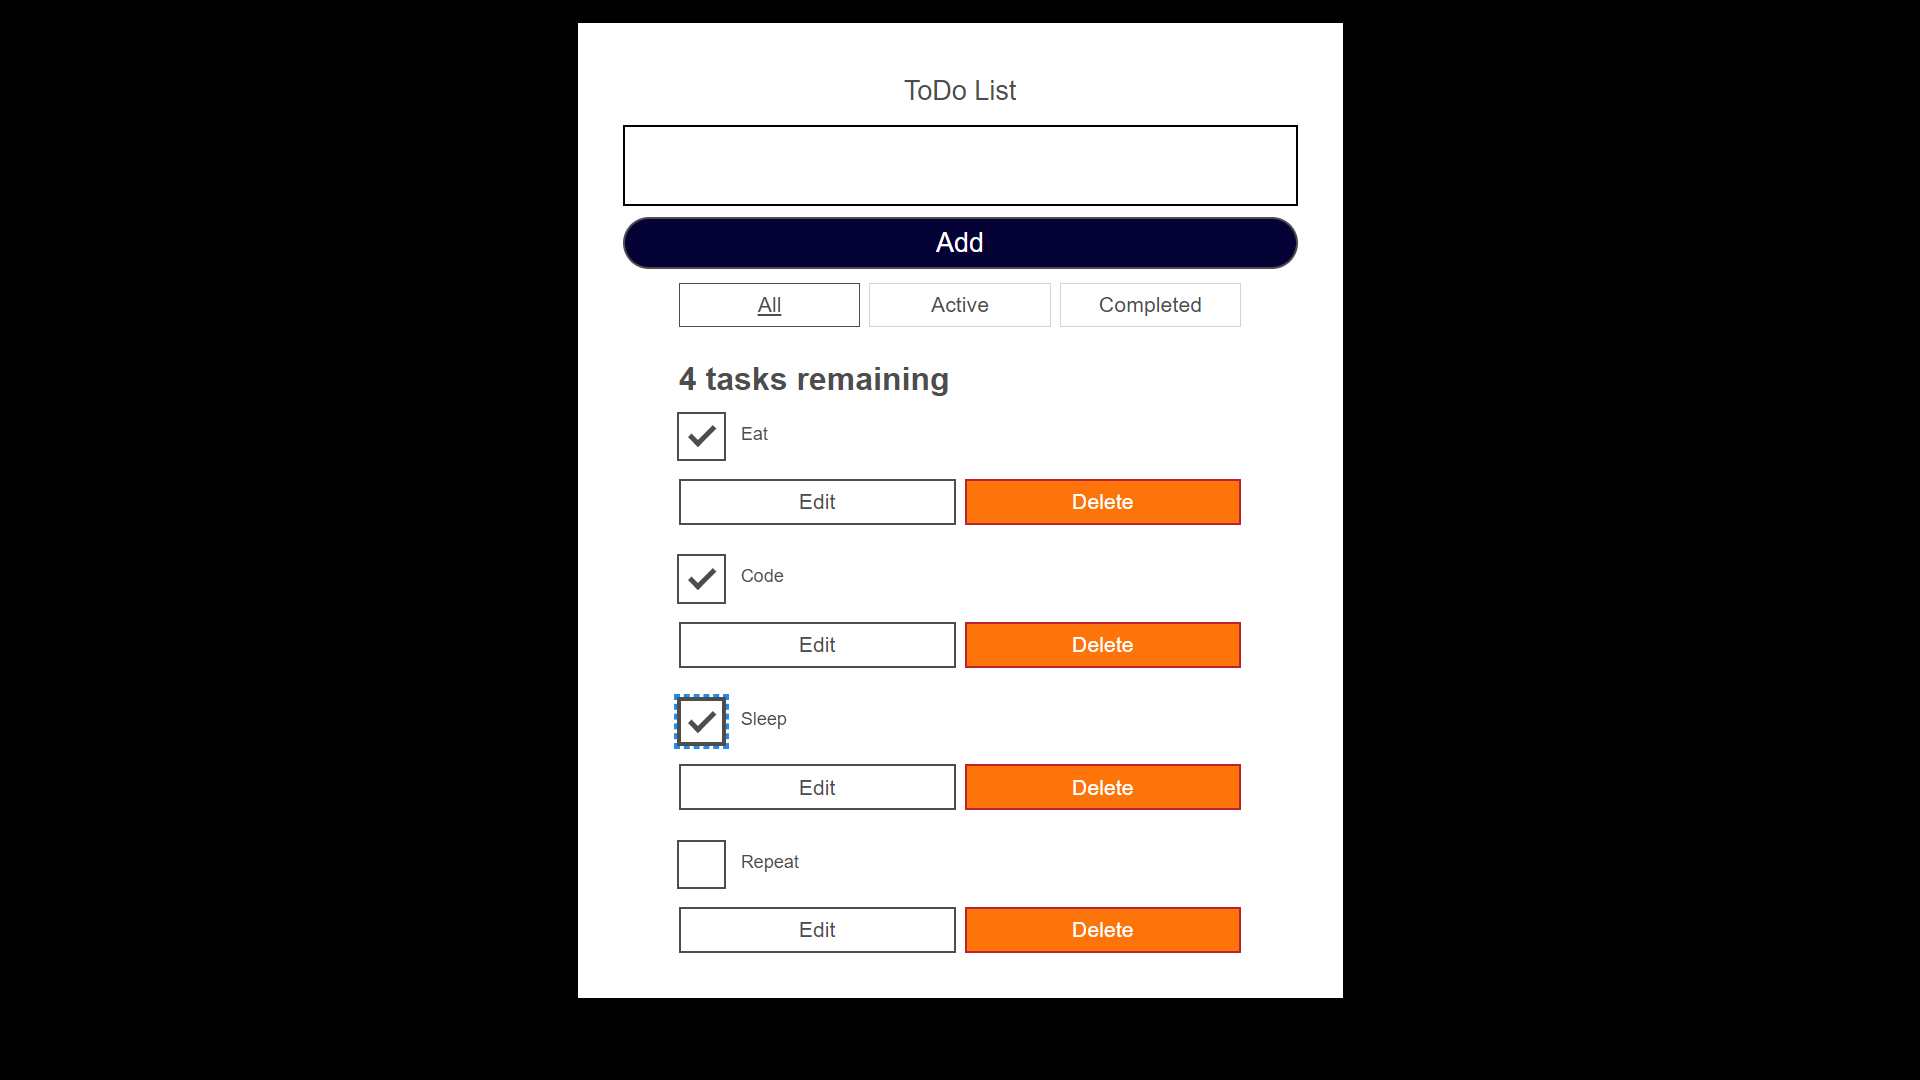 ToDo List
Add
All Active Completed
4 tasks remaining
Eat
Edit Delete
Code
Edit Delete
Sleep
Edit Delete
Repeat
Edit Delete